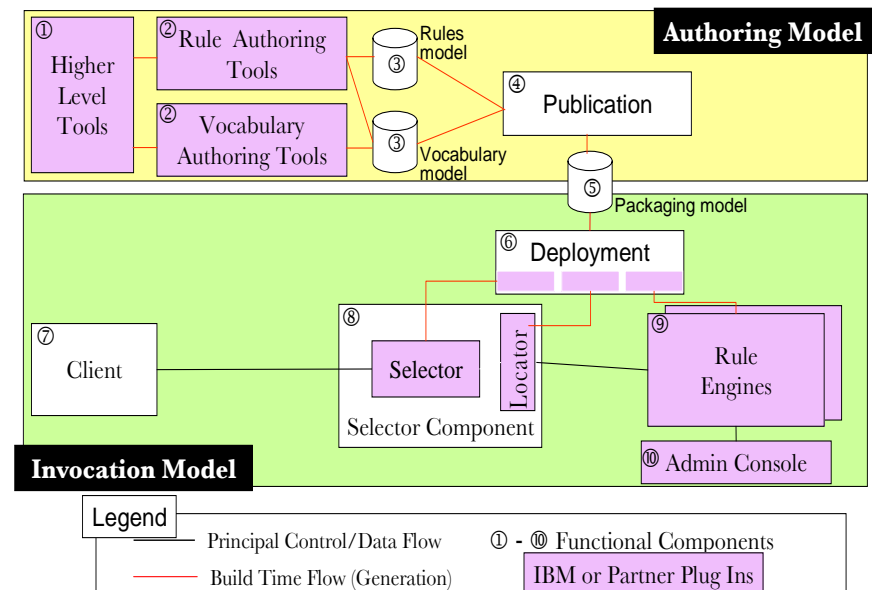 Authoring Model
①
Higher
Level
Tools
②
Rule Authoring
Tools
②
Vocabulary
Authoring Tools
Rules
model
③
③
Vocabulary
model
④
Publication
⑤
Packaging model
⑥
Deployment
⑦
Client
⑧
Selector
Locator
Selector Component
⑨
Rule
Engines
⑩
Admin Console
Invocation Model
Legend
Principal Control/Data Flow
Build Time Flow (Generation)
① - ⑩ Functional Components
IBM or Partner Plug Ins